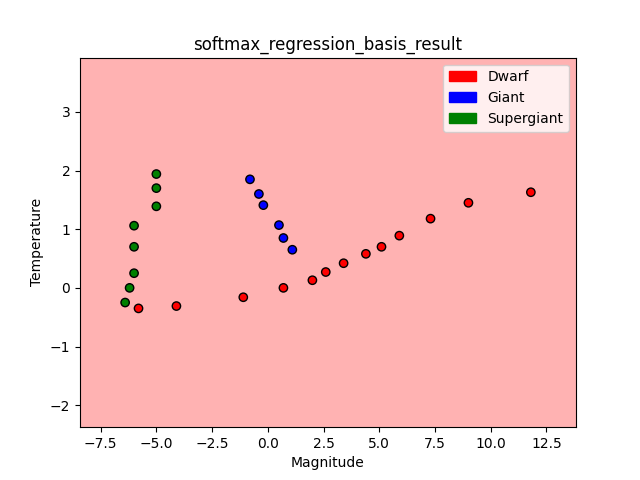 softmax_regression_basis_result
Dwarf
Giant
Supergiant
Temperature
3
2
1
0
−1
−2
−7.5 −5.0 −2.5 0.0 2.5 5.0 7.5 10.0 12.5
Magnitude